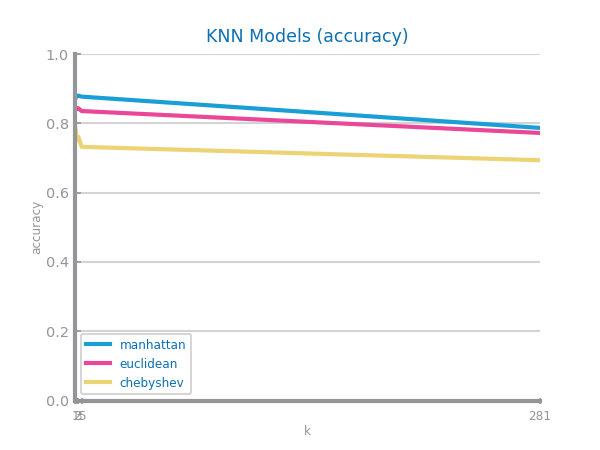 KNN Models (accuracy)
1.0
0.8
0.6
0.4
0.2
0.0
accuracy
manhattan
euclidean
chebyshev
281
k